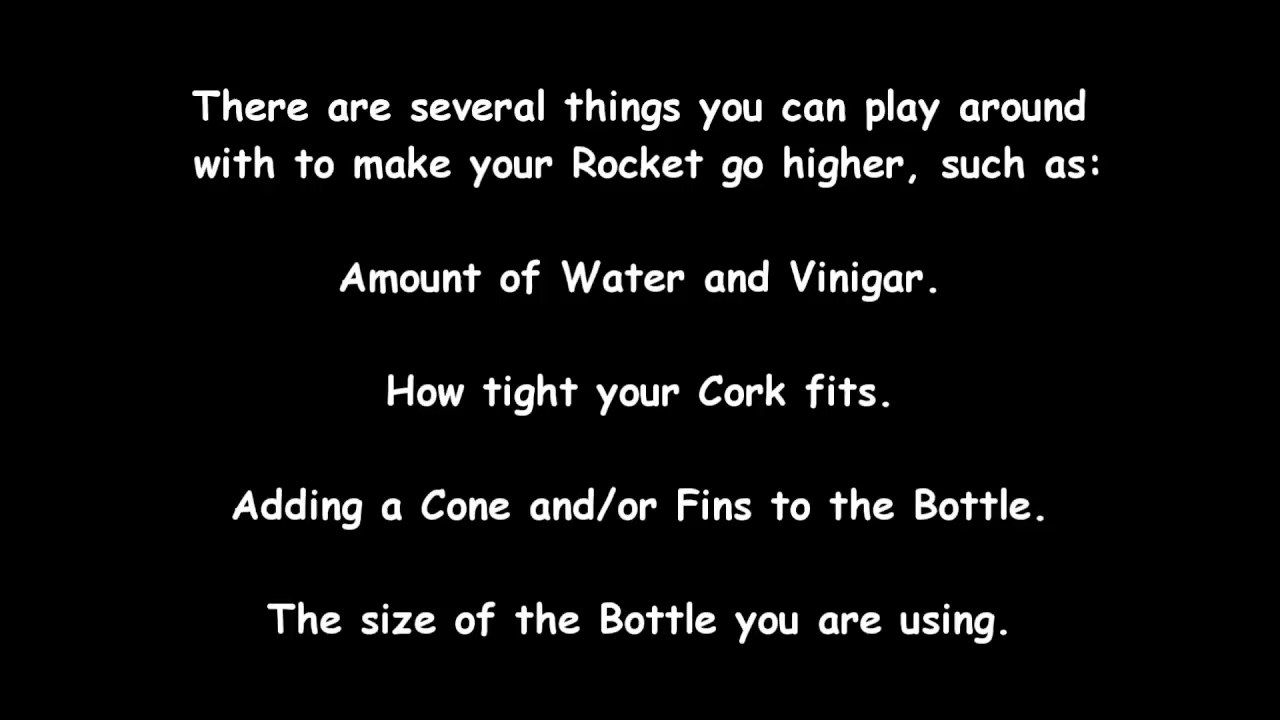 There are several things you can play around
with to make your Rocket go higher, such as:
Amount of Water and Vinigar.
How tight your Cork fits.
Adding a Cone and/or Fins to the Bottle.
The size of the Bottle you are using.